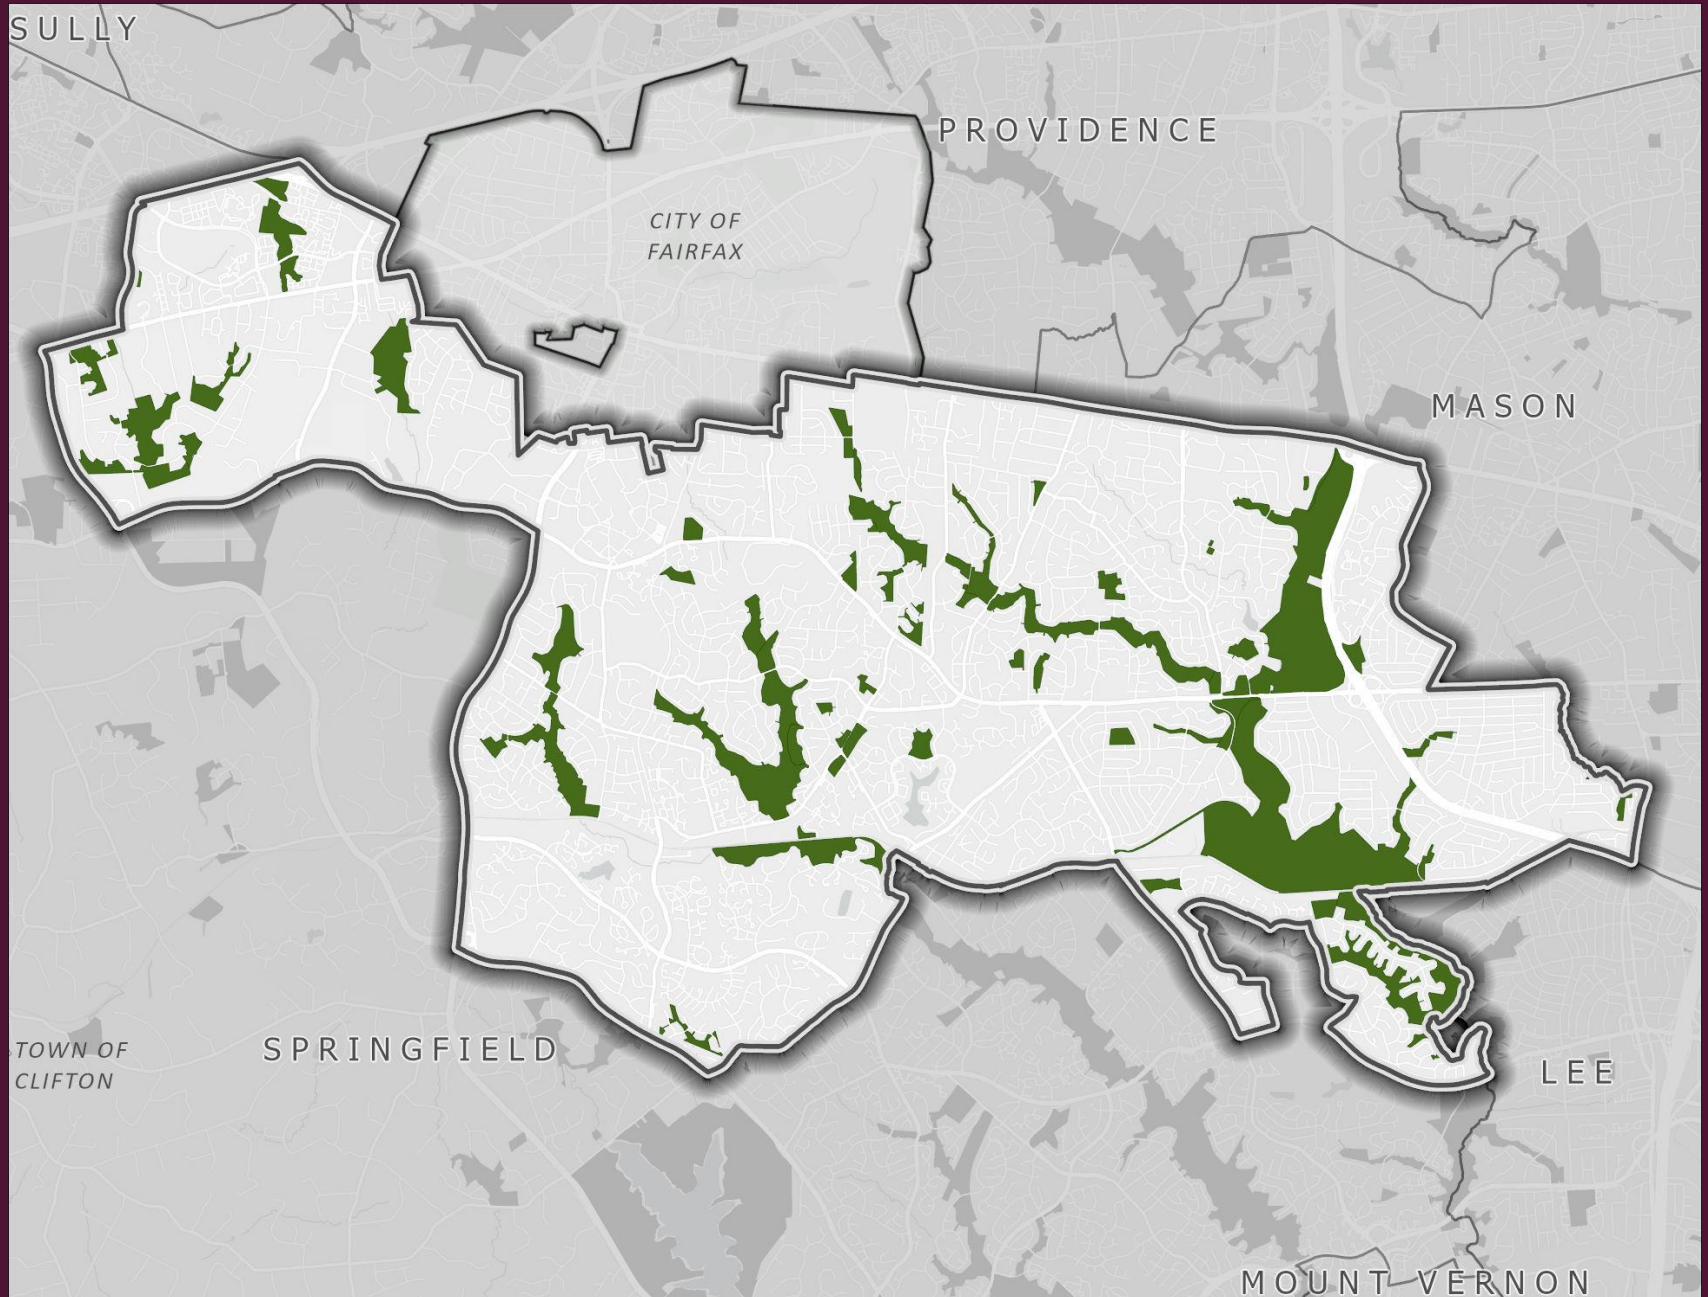 SULLY
PROVIDENCE
CITY OF
FAIRFAX
MASON
TOWN OF
CLIFTON
SPRINGFIELD
LEE
MOUNT VERNON